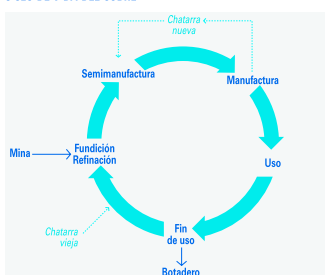 Chatarra
nueva
Semimanufactura
Manufactura
Mina
Fundición
Refinación
Uso
Chatarra
vieja
Fin
de uso
Botadero